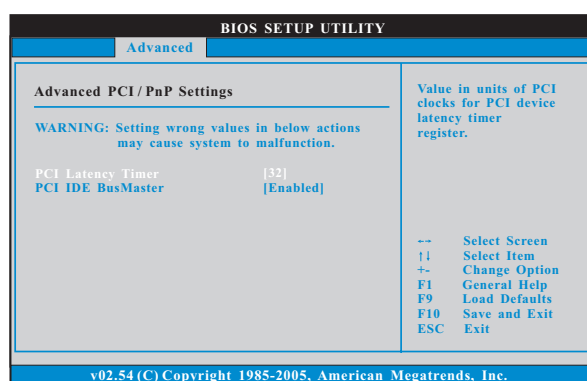 BIOS SETUP UTILITY
Advanced
Advanced PCI / PnP Settings
WARNING: Setting wrong values in below actions
may cause system to malfunction.
PCI Latency Timer [32]
PCI IDE BusMaster [Enabled]
Value in units of PCI
clocks for PCI device
latency timer
register.
←→ Select Screen
↑↓ Select Item
+- Change Option
F1 General Help
F9 Load Defaults
F10 Save and Exit
ESC Exit
v02.54 (C) Copyright 1985-2005, American Megatrends, Inc.